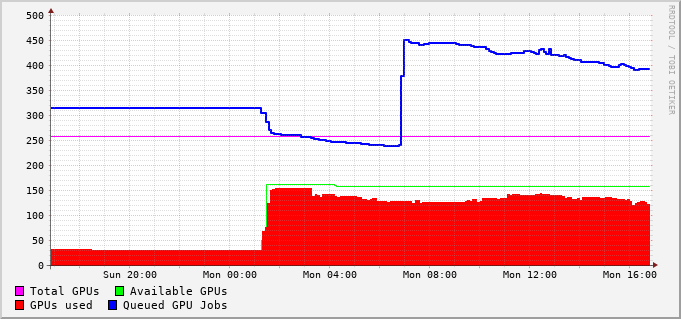 500
450
400
350
300
250
200
150
100
50
0
Sun 20:00 Mon 00:00 Mon 04:00 Mon 08:00 Mon 12:00 Mon 16:00
Total GPUs Available GPUs
GPUs used Queued GPU Jobs
RRDTOOL / TOBI OETIKER